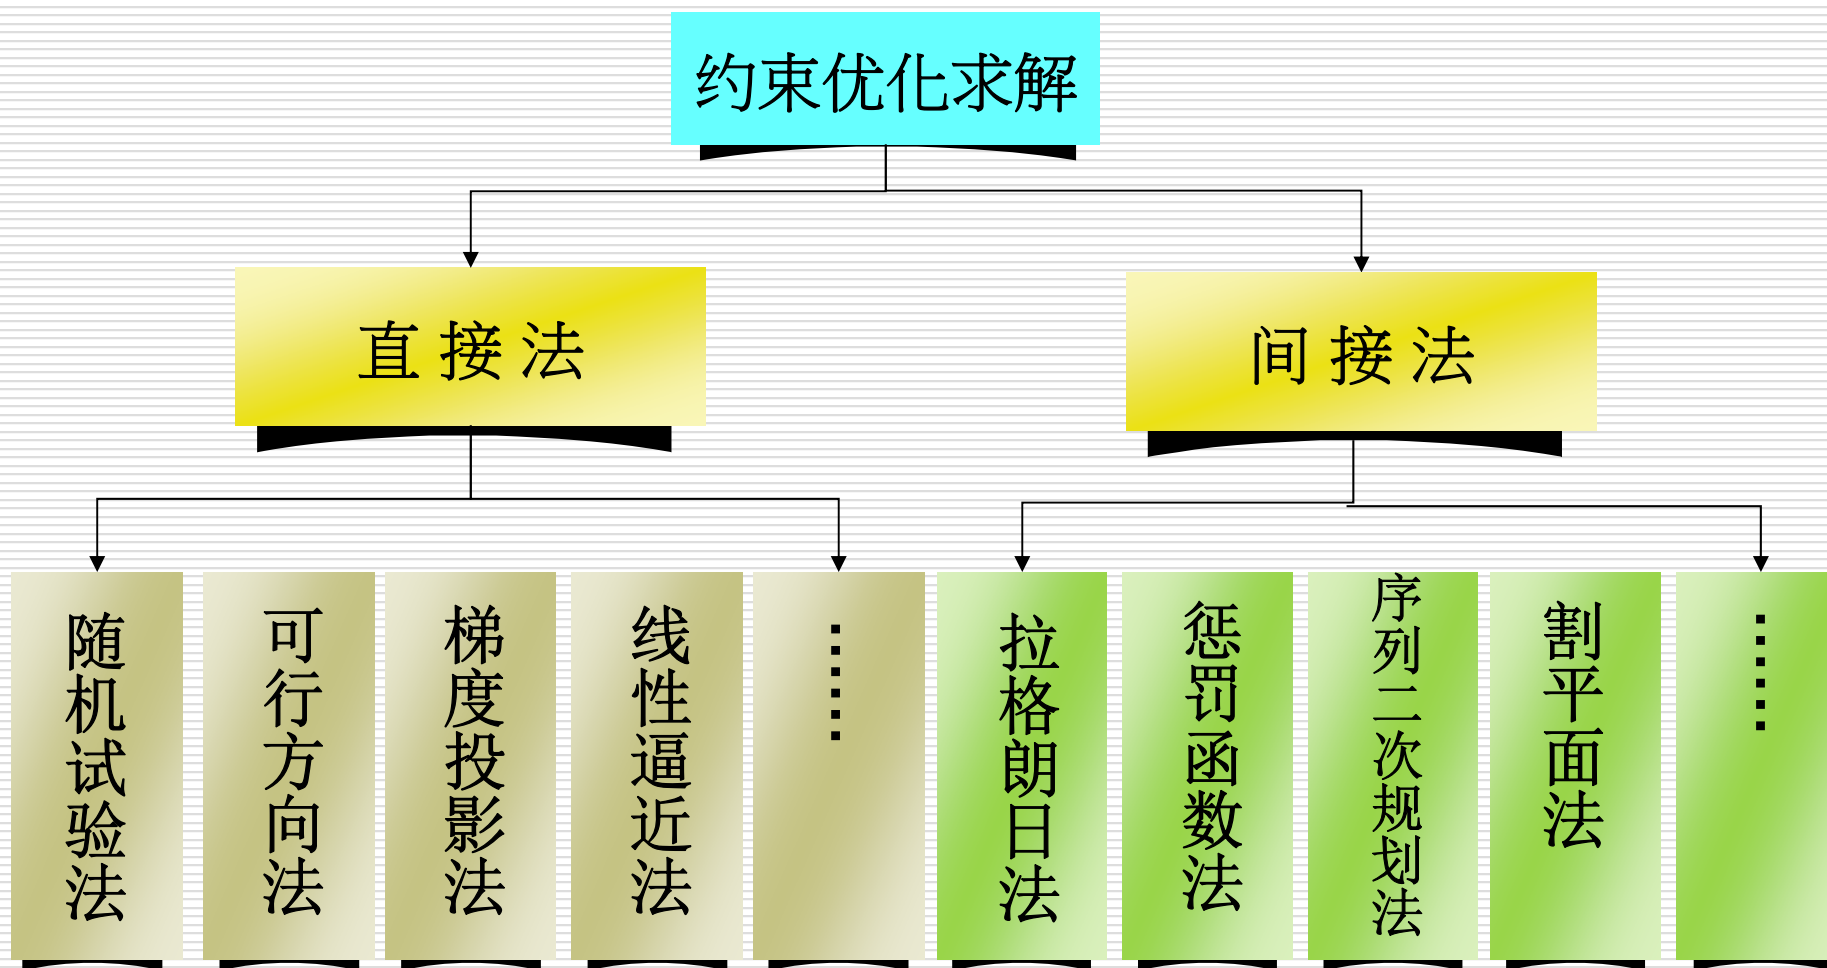 约束优化求解
直接法
间接法
随机试验法
可行方向法
梯度投影法
线性逼近法
……
拉格朗日法
惩罚函数法
序列二次规划法
割平面法
……